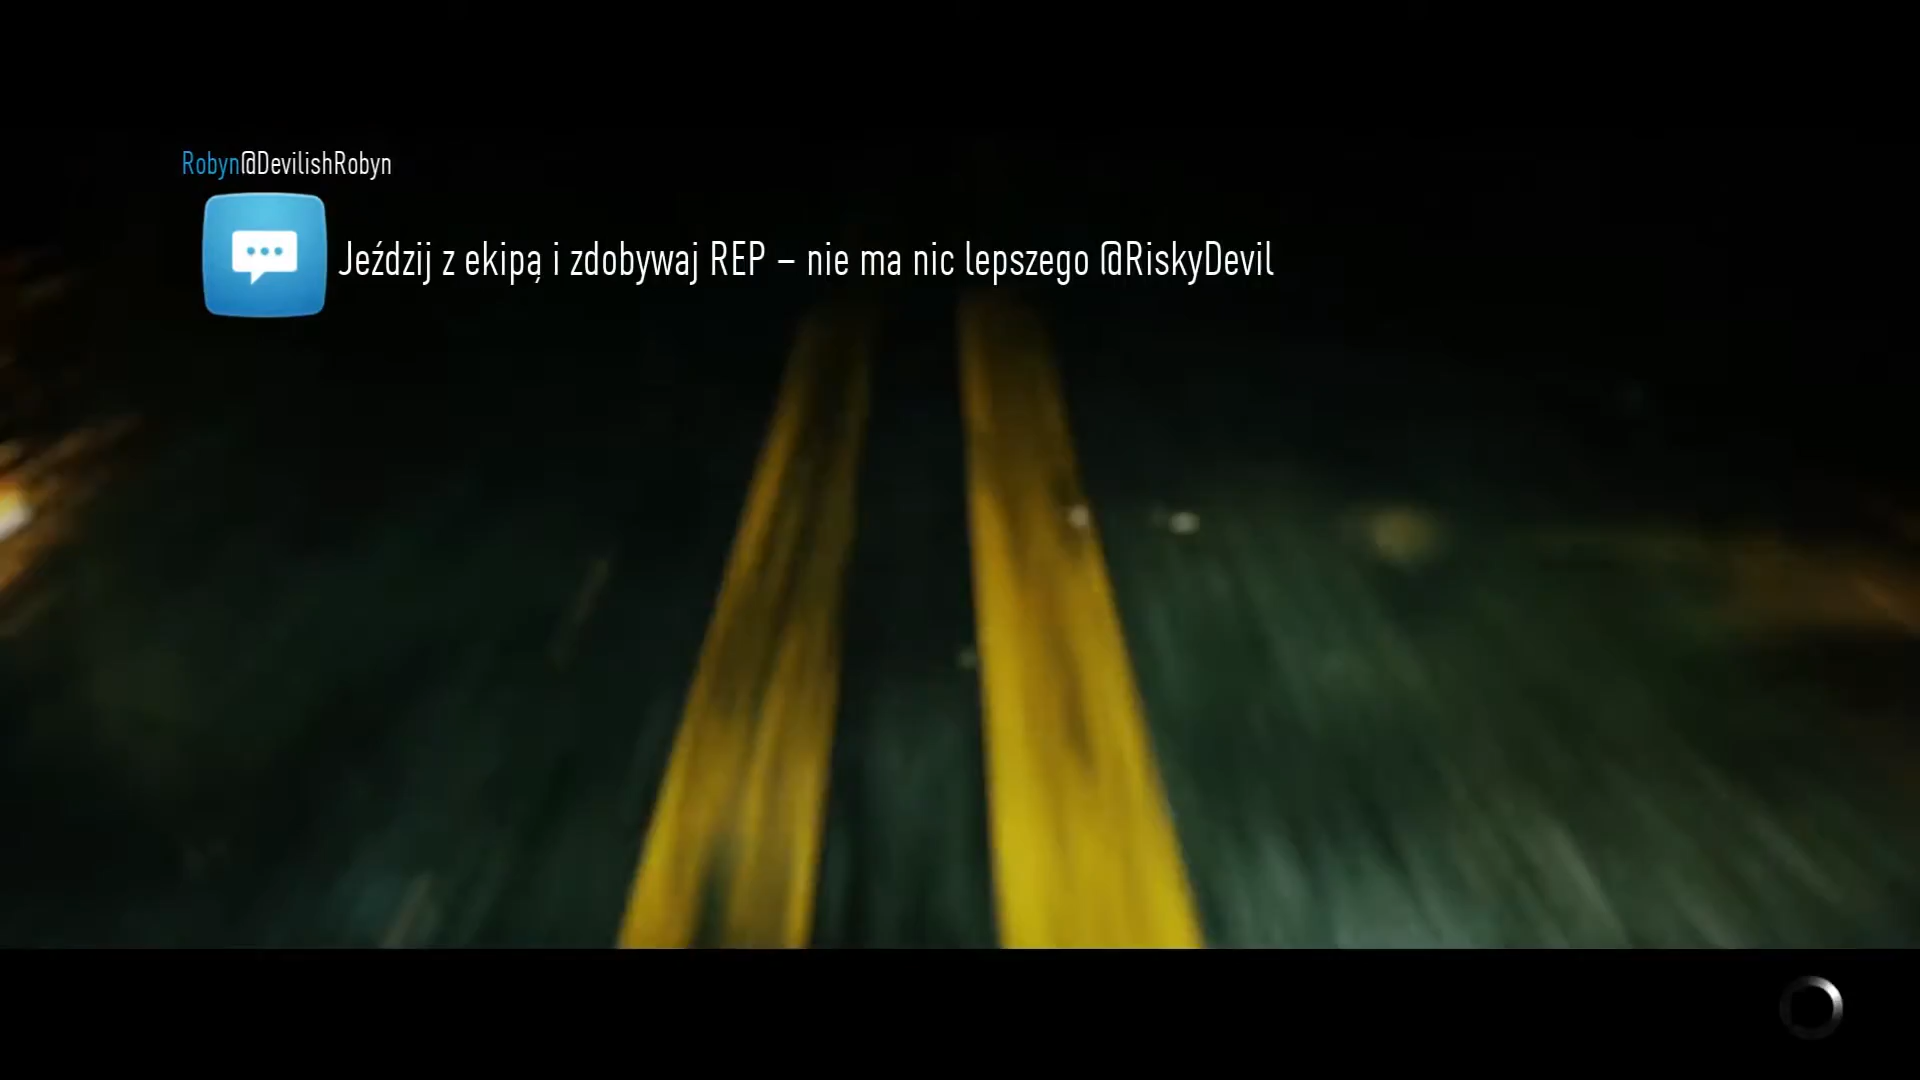 Robyn@DevilishRobyn
Jeździj z ekipą i zdobywaj REP – nie ma nic lepszego @RiskyDevil